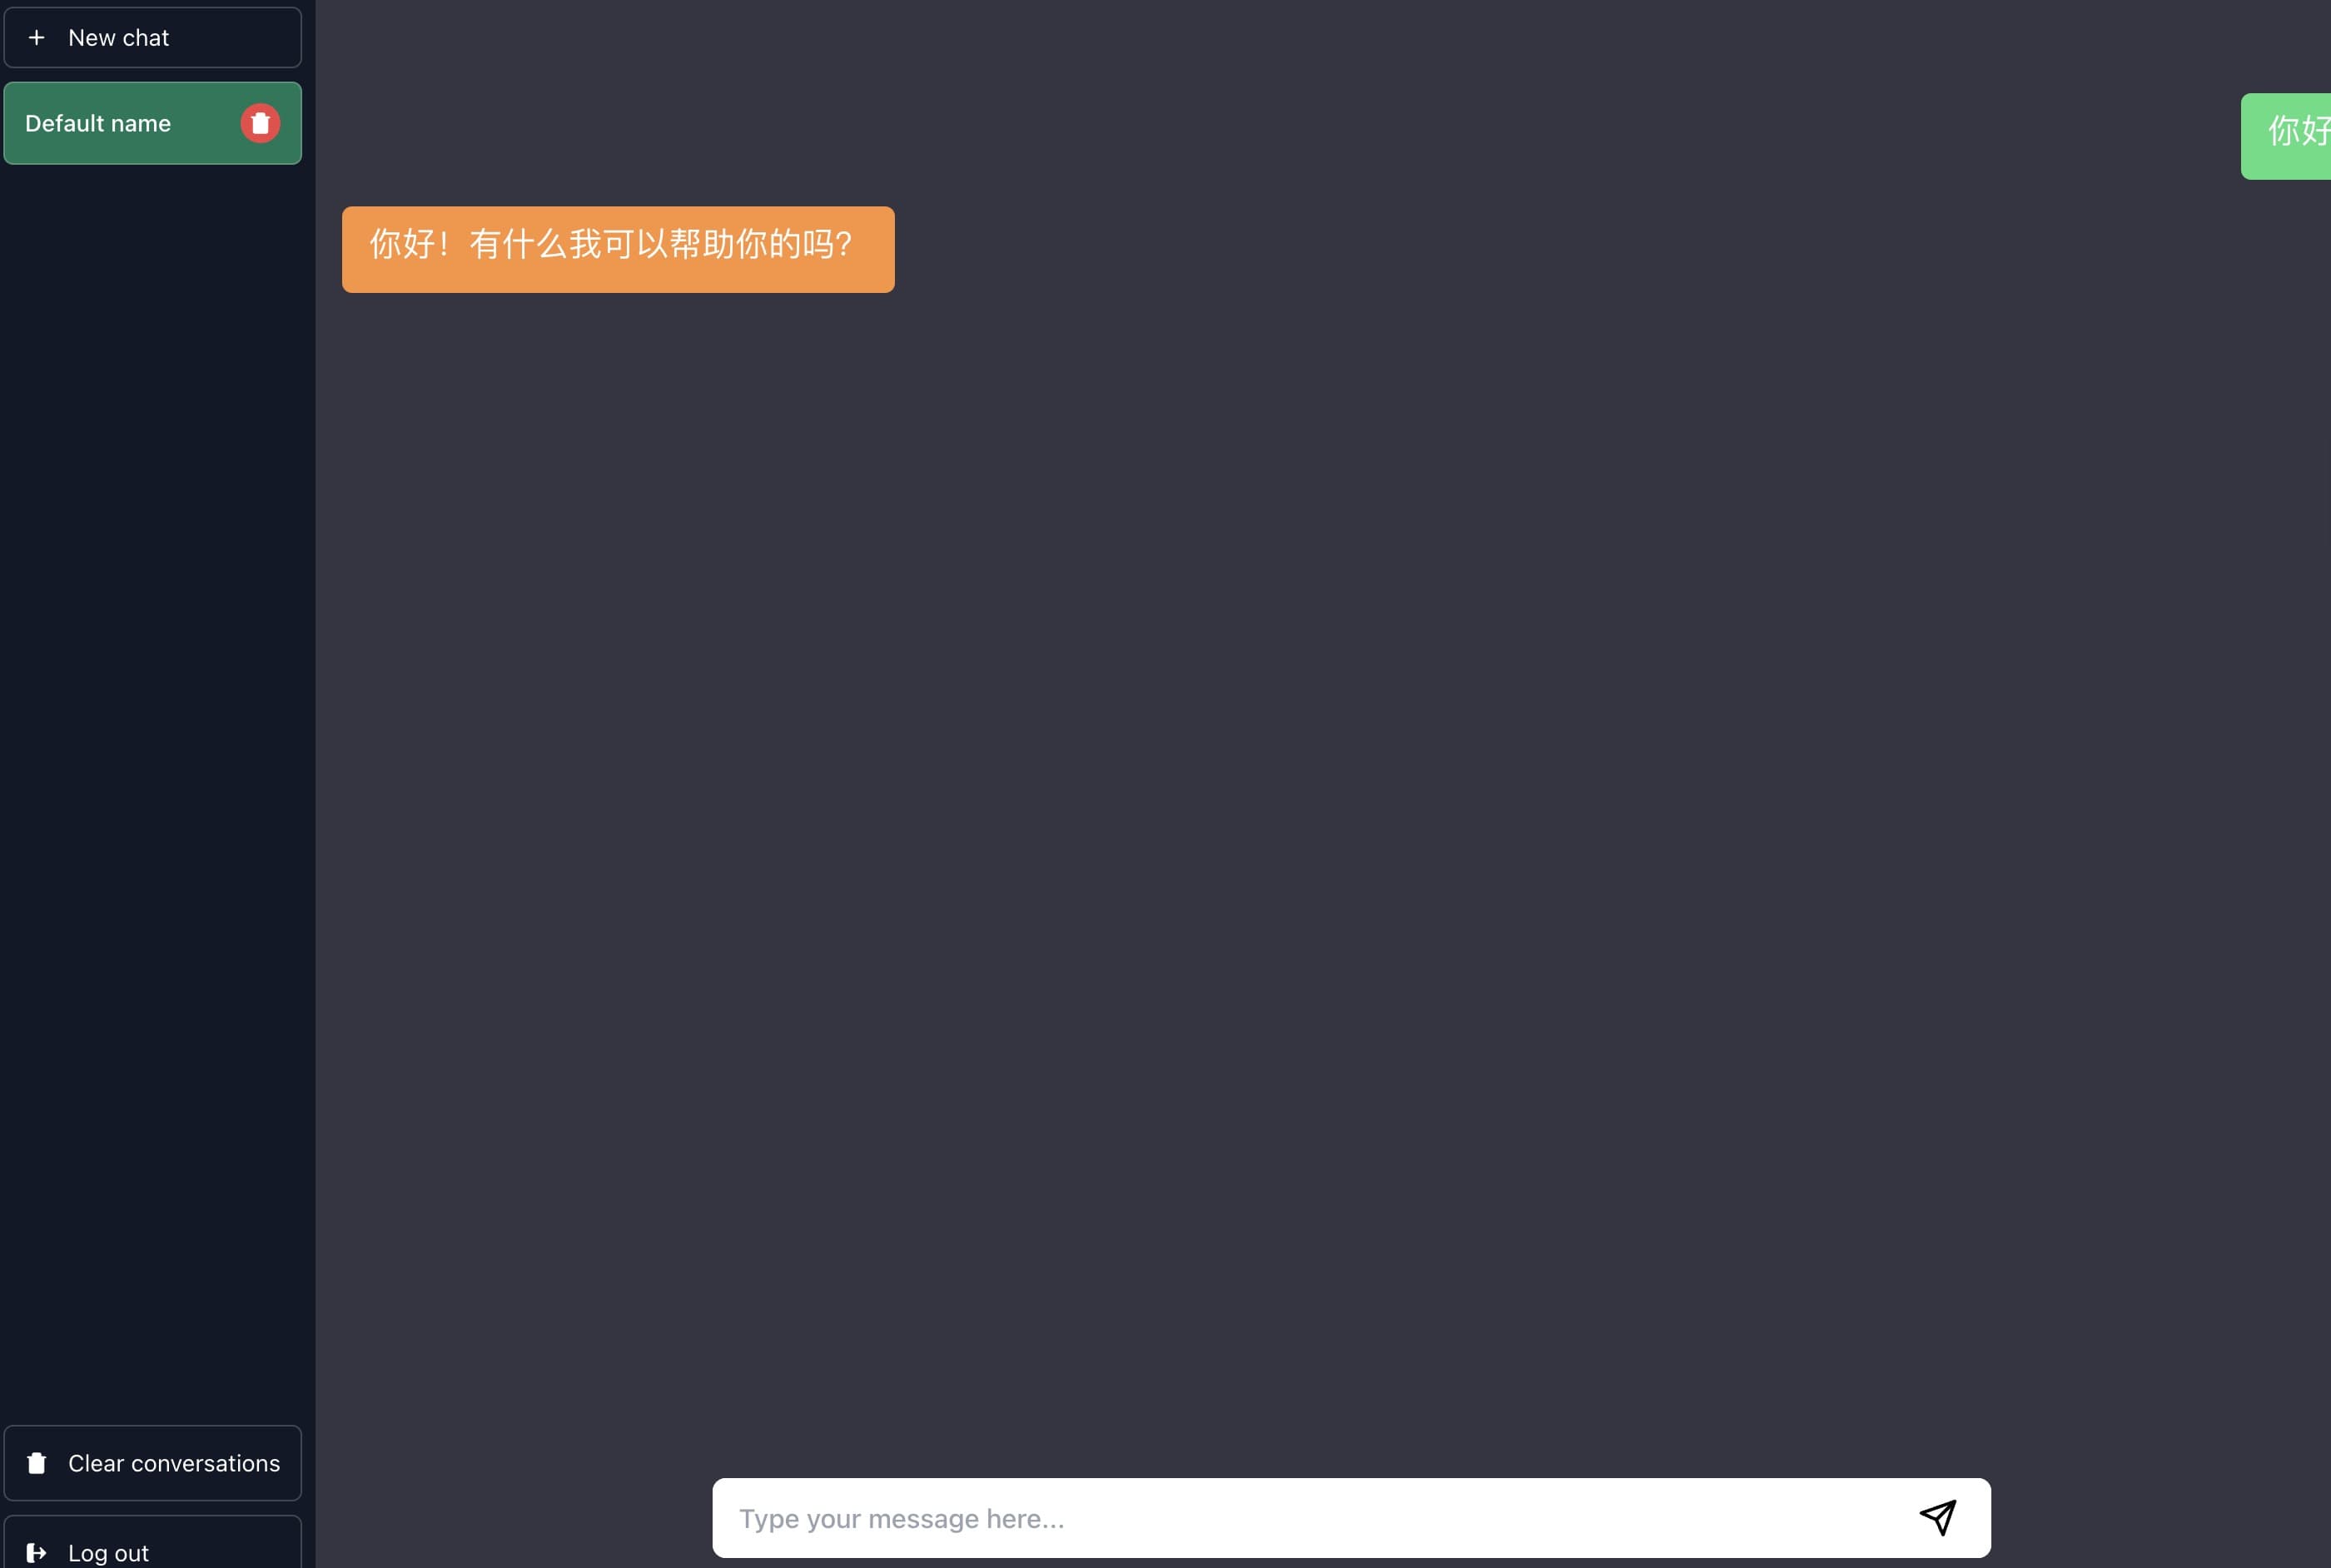 New chat
Default name
你好
你好！有什么我可以帮助你的吗？
Clear conversations
Type your message here...
Log out